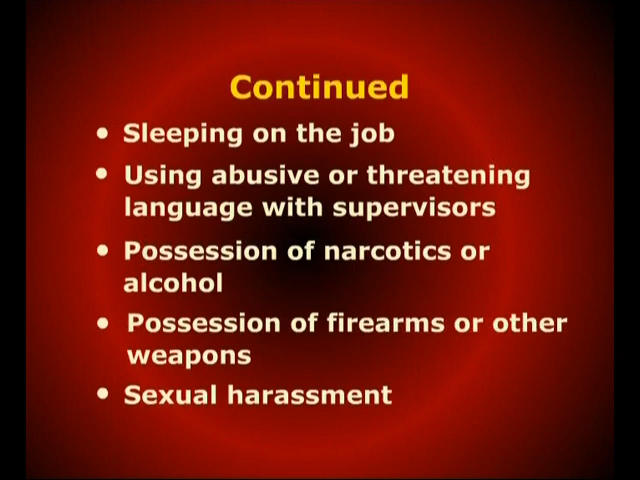 Continued
• Sleeping on the job
• Using abusive or threatening
language with supervisors
• Possession of narcotics or
alcohol
• Possession of firearms or other
weapons
• Sexual harassment